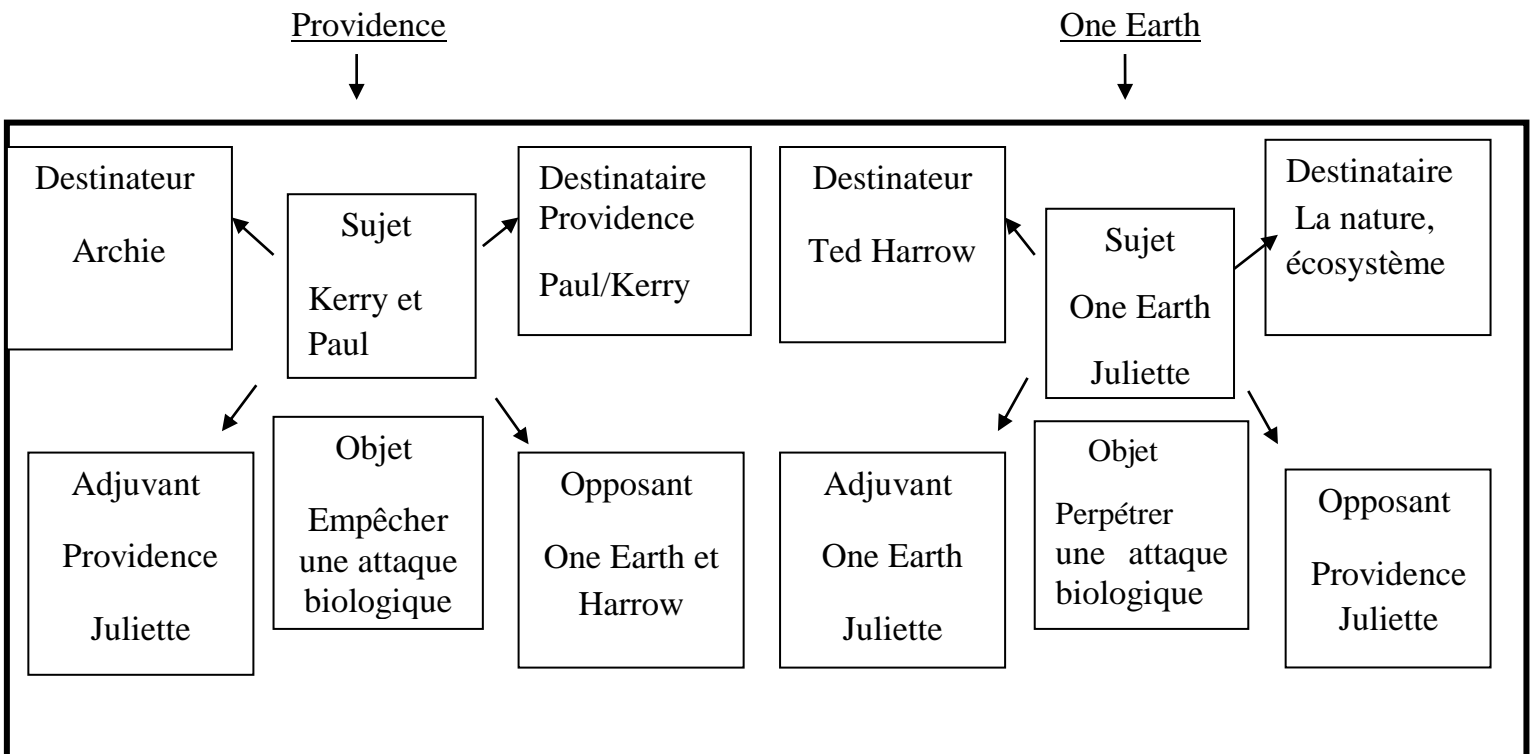 Providence
One Earth
Destinateur
Archie
Sujet
Kerry et
Paul
Destinataire
Providence
Paul/Kerry
Destinateur
Ted Harrow
Sujet
One Earth
Juliette
Destinataire
La nature,
écosystème
Adjuvant
Providence
Juliette
Objet
Empêcher
une attaque
biologique
Opposant
One Earth et
Harrow
Adjuvant
One Earth
Juliette
Objet
Perpétrer
une attaque
biologique
Opposant
Providence
Juliette